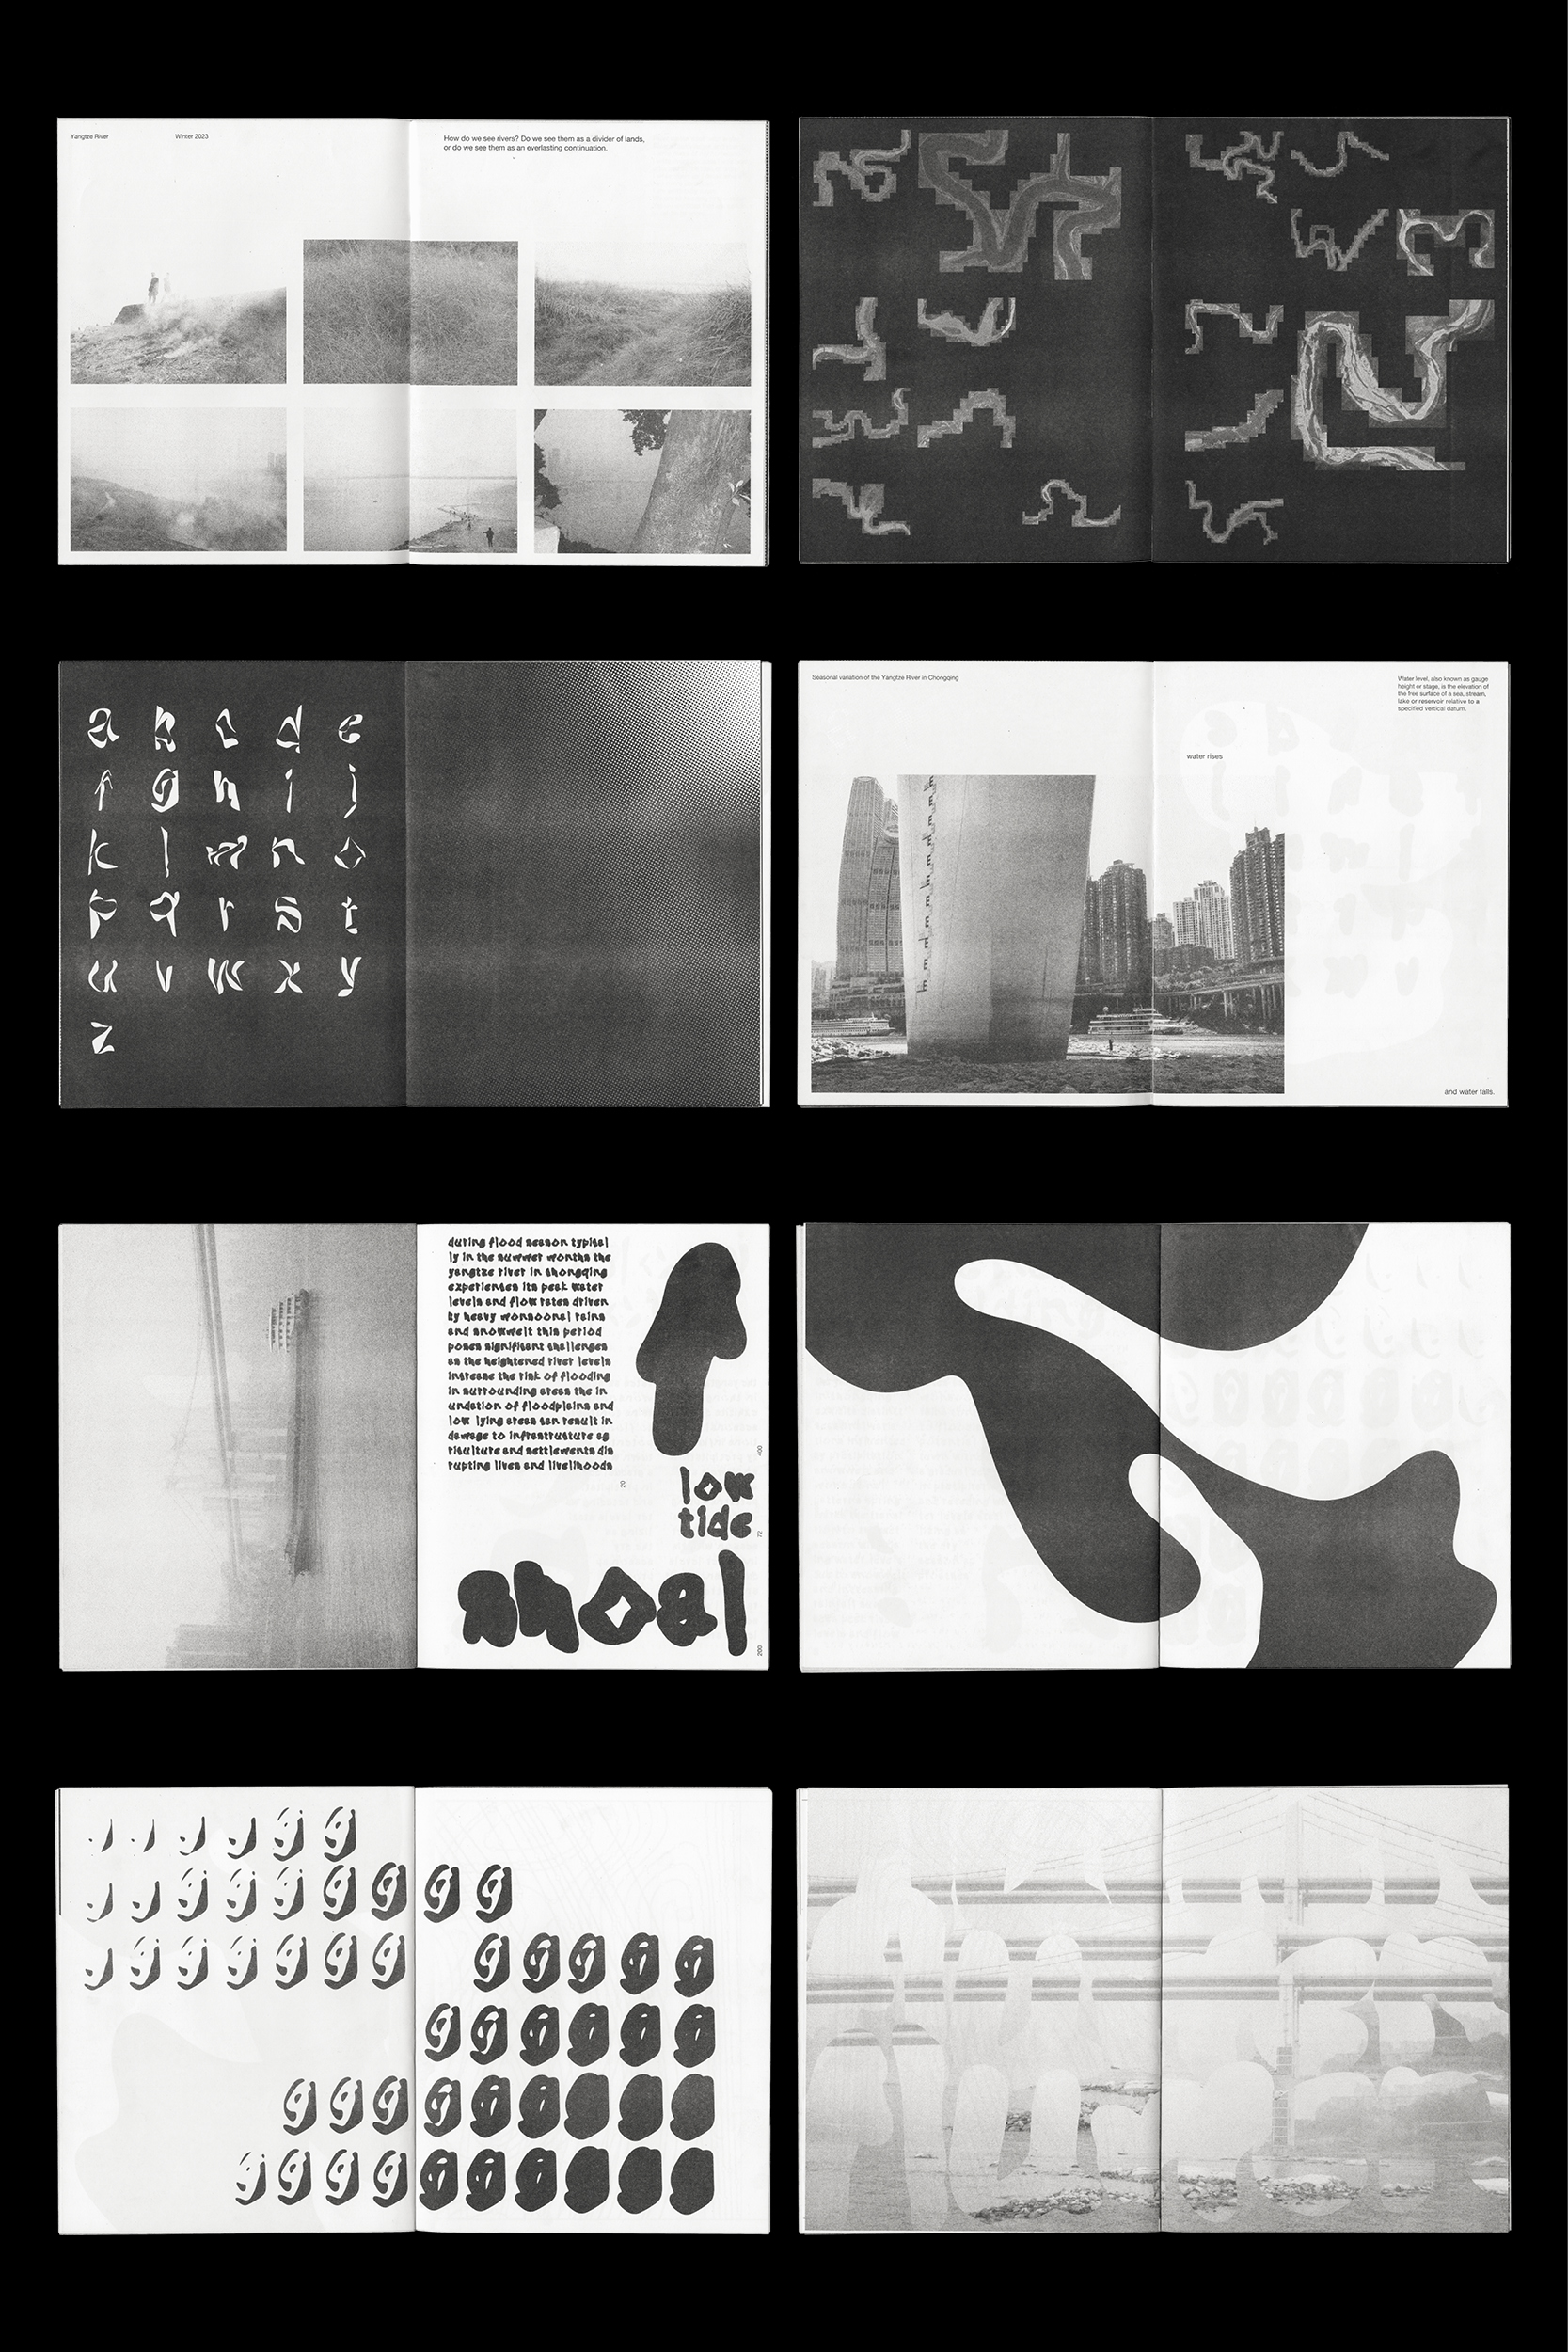 Yangtze River
Winter 2023
How do we see rivers? Do we see them as a divider of lands,
or do we see them as an everlasting continuation.
a b c d e
f g h i j
k l m n o
p q r s t
u v w x y
z
Seasonal variation of the Yangtze River in Chongqing
Water level, also known as gauge
height or stage, is the elevation of
the free surface of a sea, stream,
lake or reservoir relative to a
specified vertical datum.
water rises
and water falls.
during flood season typical
ly in the summer months the
yangtze river in chongqing
experiences its peak water
levels and flow rates driven
by heavy monsoonal rains
and snowmelt this period
poses significant challenges
as the heightened river levels
increase the risk of flooding
in surrounding areas the in
undation of floodplains and
low lying areas can result in
damage to infrastructure ag
riculture and settlements dis
rupting lives and livelihoods
20
400
low
tide
72
shoal
200
g g
g g g g g g g
g g g g g g g g g
g g g
g g g g
g g g g